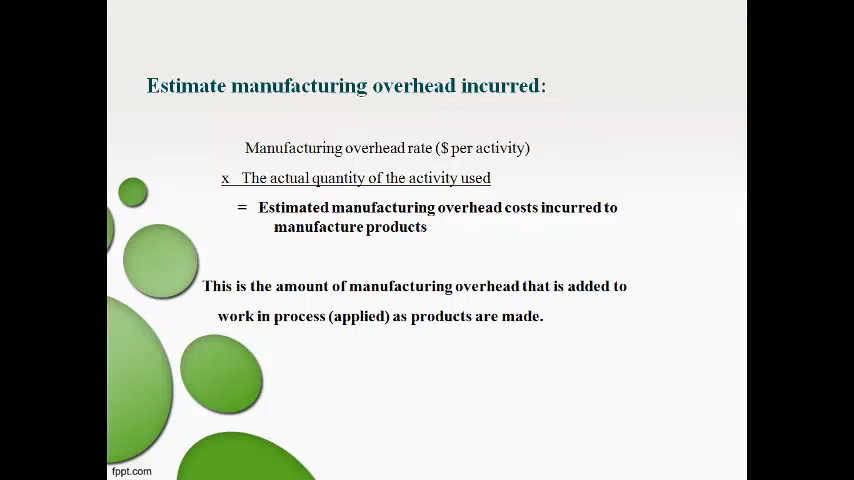 Estimate manufacturing overhead incurred:
Manufacturing overhead rate ($ per activity)
x The actual quantity of the activity used
= Estimated manufacturing overhead costs incurred to
manufacture products
This is the amount of manufacturing overhead that is added to
work in process (applied) as products are made.
fppt.com